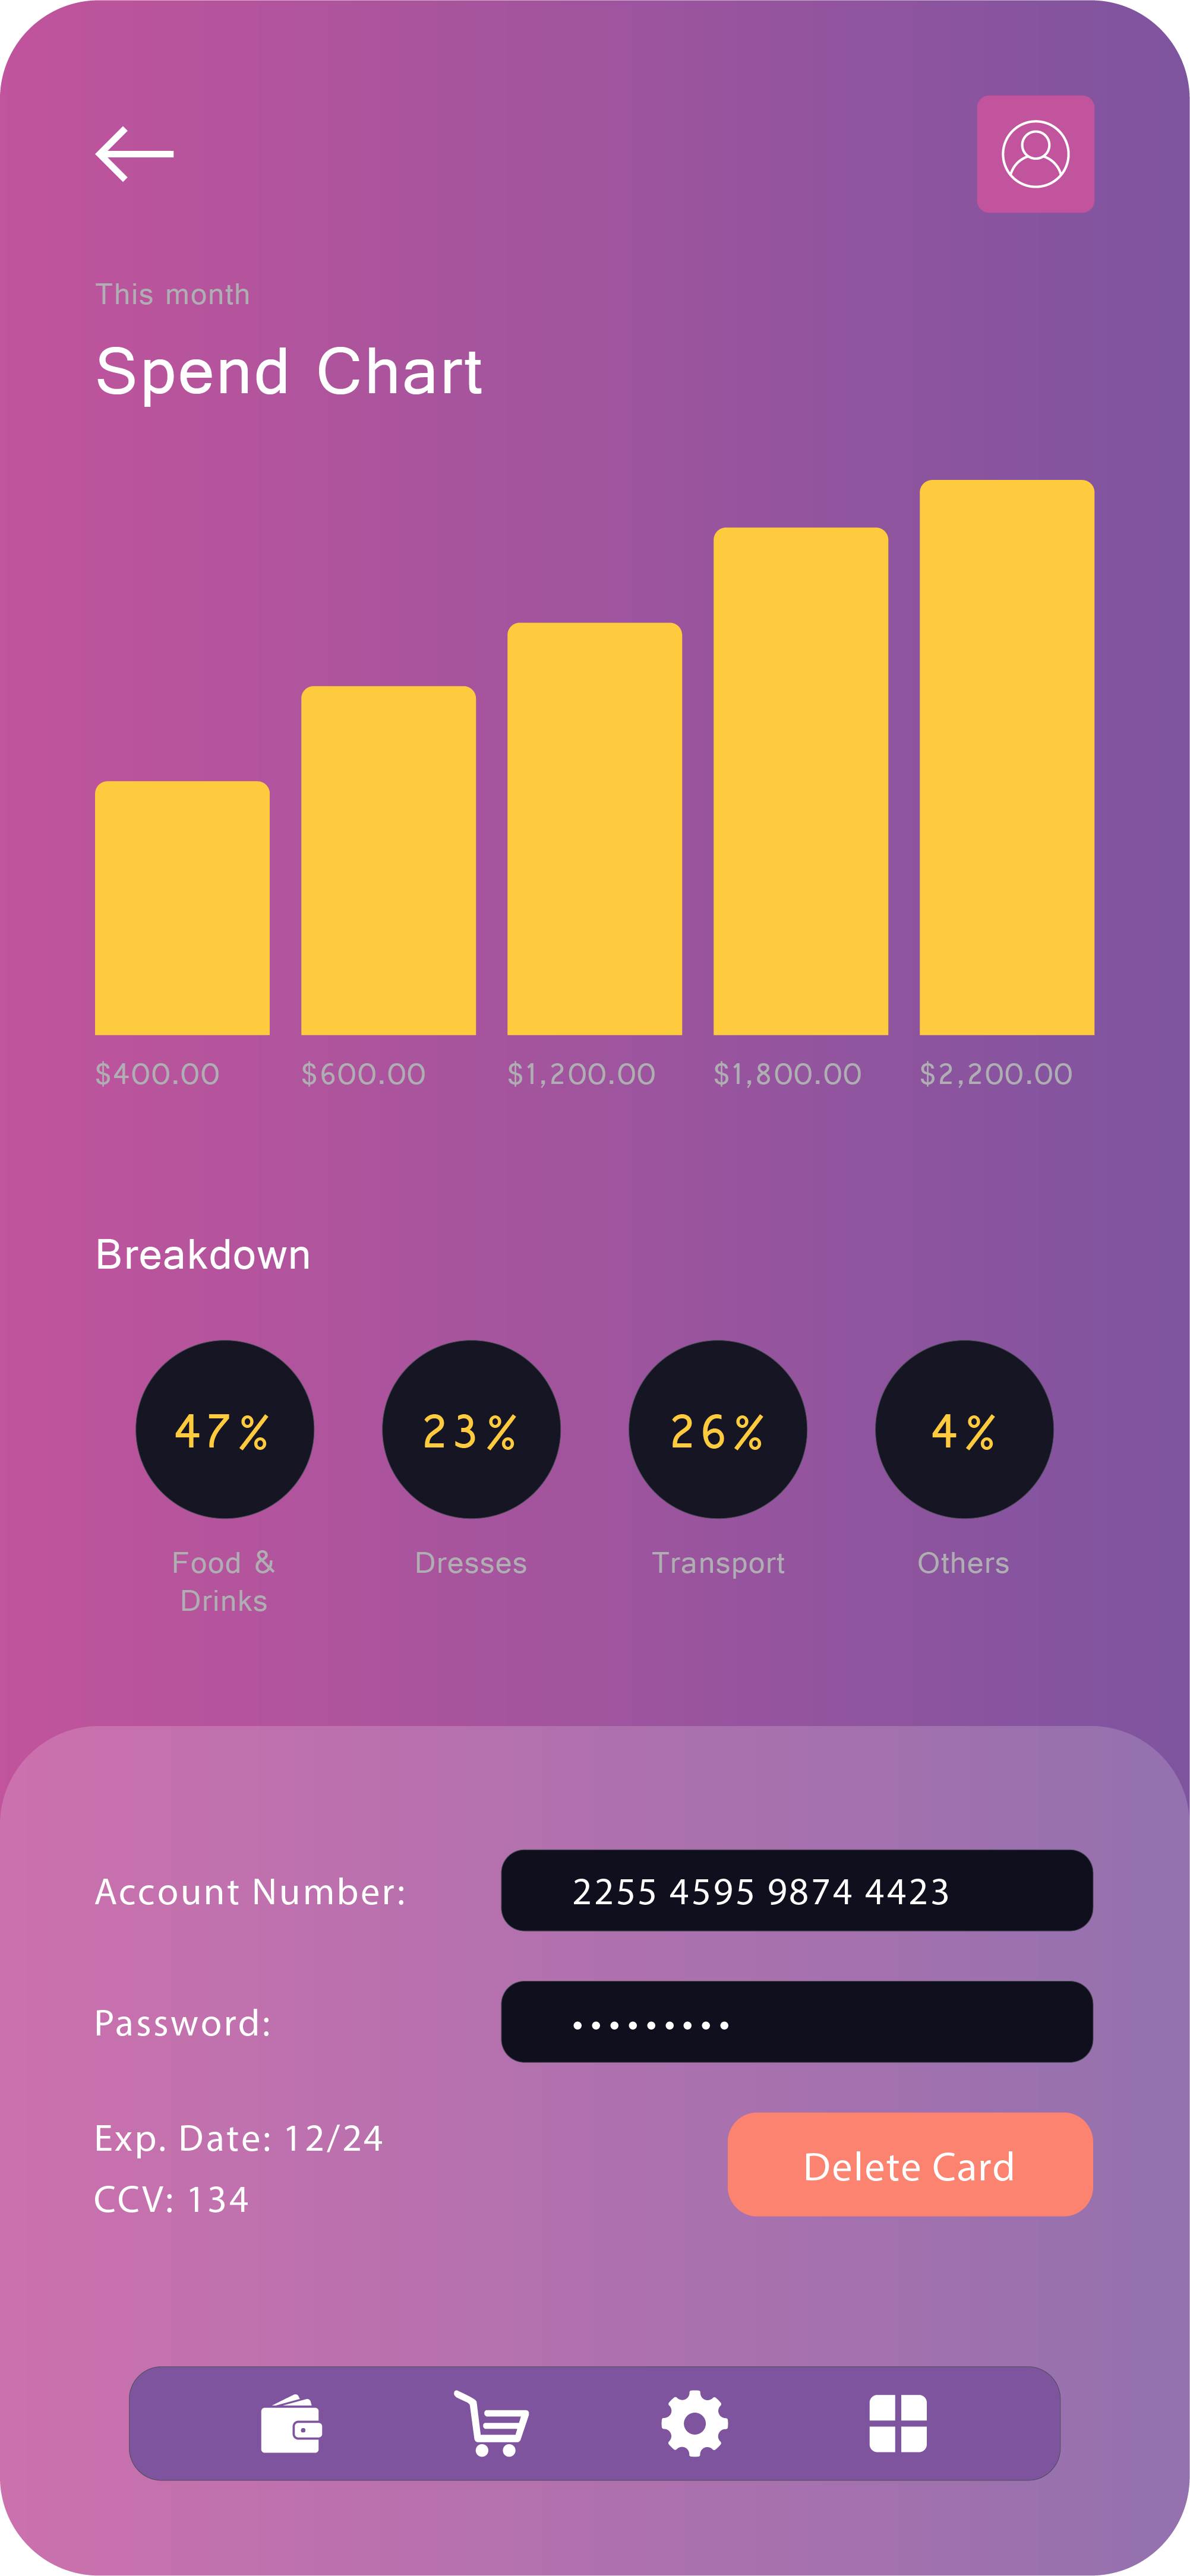 This month
Spend Chart
$400.00 $600.00 $1,200.00 $1,800.00 $2,200.00
Breakdown
47% 23% 26% 4%
Food & Dresses Transport Others
Drinks
Account Number: 2255 4595 9874 4423
Password: •••••••••
Exp. Date: 12/24
Delete Card
CCV: 134